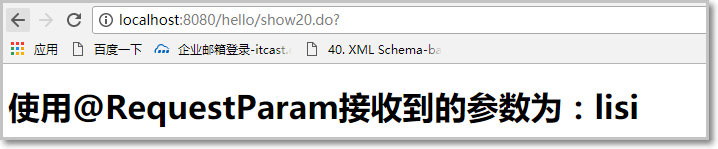 localhost:8080/hello/show20.do?
应用 百度一下 企业邮箱登录-itcast. 40. XML Schema-ba
使用@RequestParam接收到的参数为：lisi